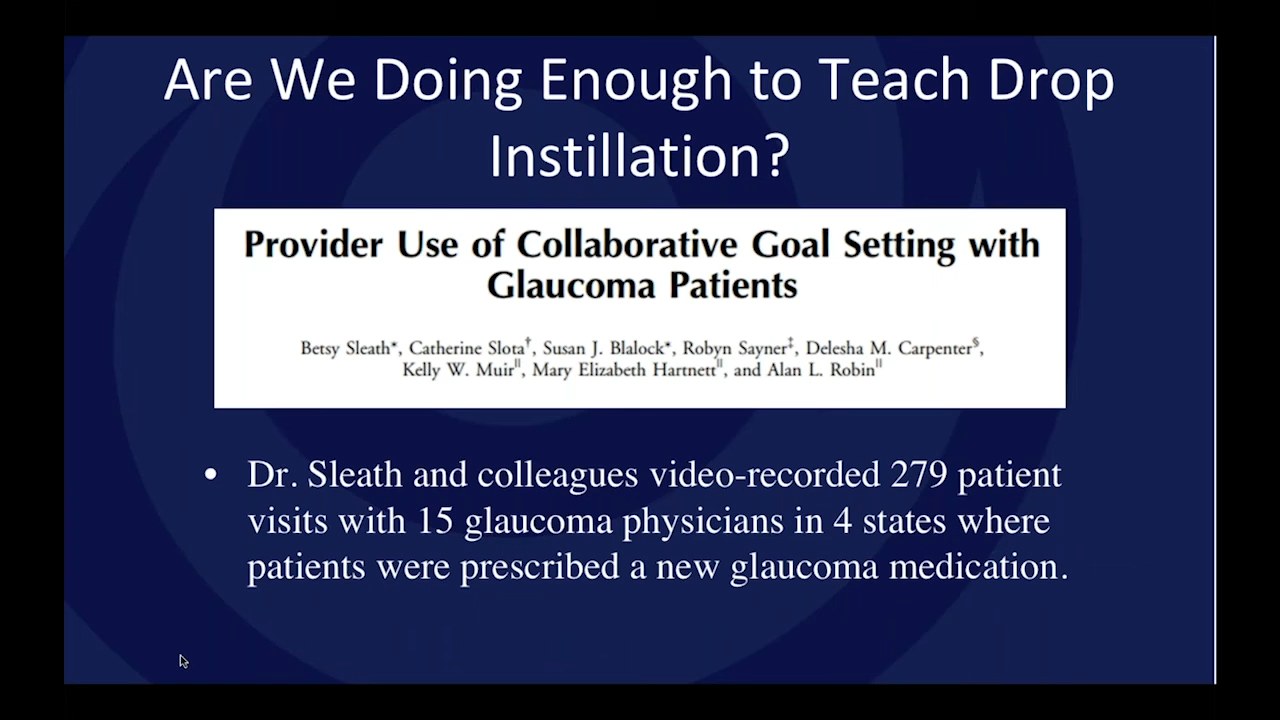 Are We Doing Enough to Teach Drop
Instillation?
Provider Use of Collaborative Goal Setting with
Glaucoma Patients
Betsy Sleath*, Catherine Slota†, Susan J. Blalock*, Robyn Sayner‡, Delesha M. Carpenter§,
Kelly W. Muir||, Mary Elizabeth Hartnett||, and Alan L. Robin||
• Dr. Sleath and colleagues video-recorded 279 patient
visits with 15 glaucoma physicians in 4 states where
patients were prescribed a new glaucoma medication.